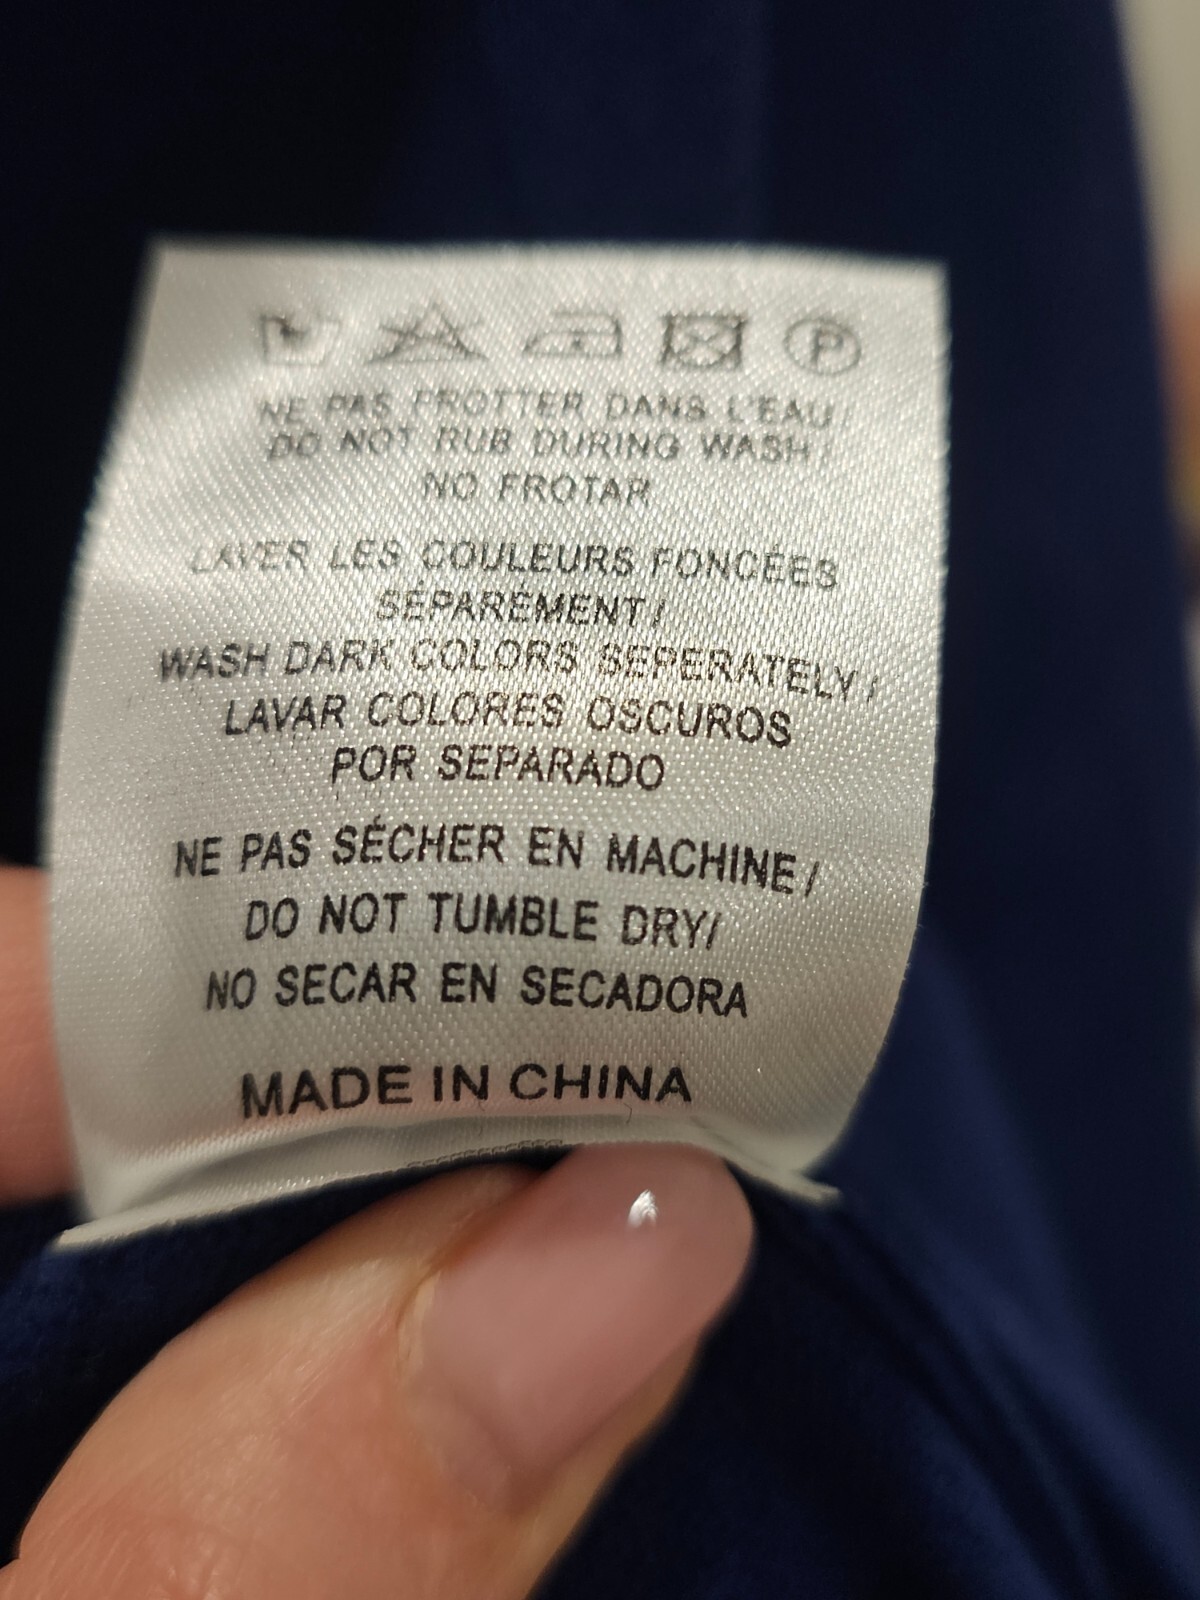 P
NE PAS FROTTER DANS L'EAU/
DO NOT RUB DURING WASH/
NO FROTAR
LAVER LES COULEURS FONCÉES
SÉPARÉMENT/
WASH DARK COLORS SEPERATELY/
LAVAR COLORES OSCUROS
POR SEPARADO
NE PAS SÉCHER EN MACHINE/
DO NOT TUMBLE DRY/
NO SECAR EN SECADORA
MADE IN CHINA